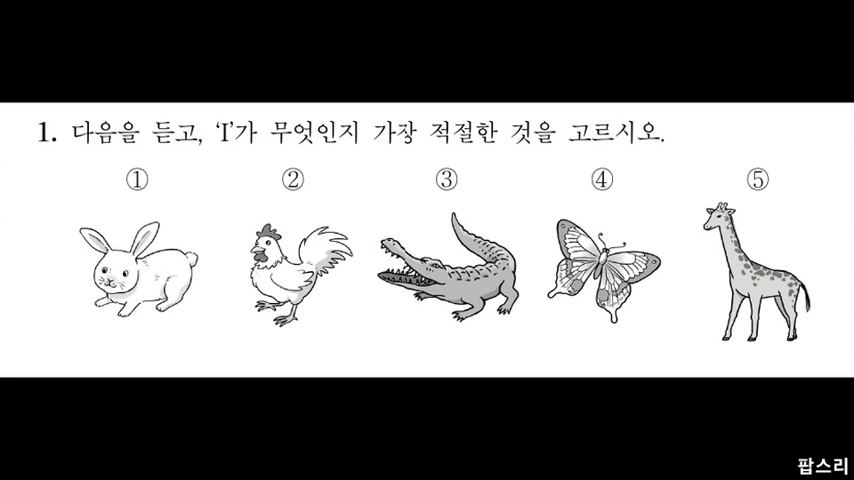 1. 다음을 듣고, ‘I’가 무엇인지 가장 적절한 것을 고르시오.
① ② ③ ④ ⑤
팝스리